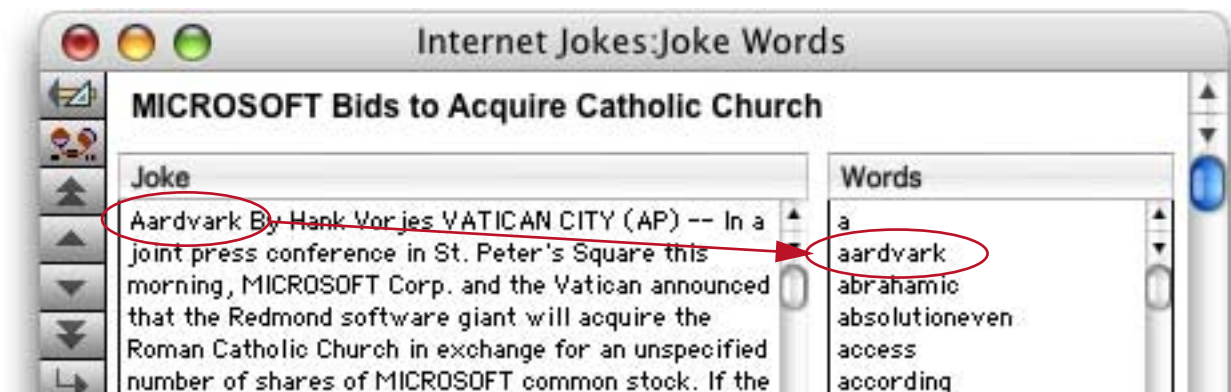 Internet Jokes:Joke Words
MICROSOFT Bids to Acquire Catholic Church
Joke
Aardvark By Hank Vorjes VATICAN CITY (AP) -- In a
joint press conference in St. Peter's Square this
morning, MICROSOFT Corp. and the Vatican announced
that the Redmond software giant will acquire the
Roman Catholic Church in exchange for an unspecified
number of shares of MICROSOFT common stock. If the
Words
a
aardvark
abrahamic
absolutioneven
access
according